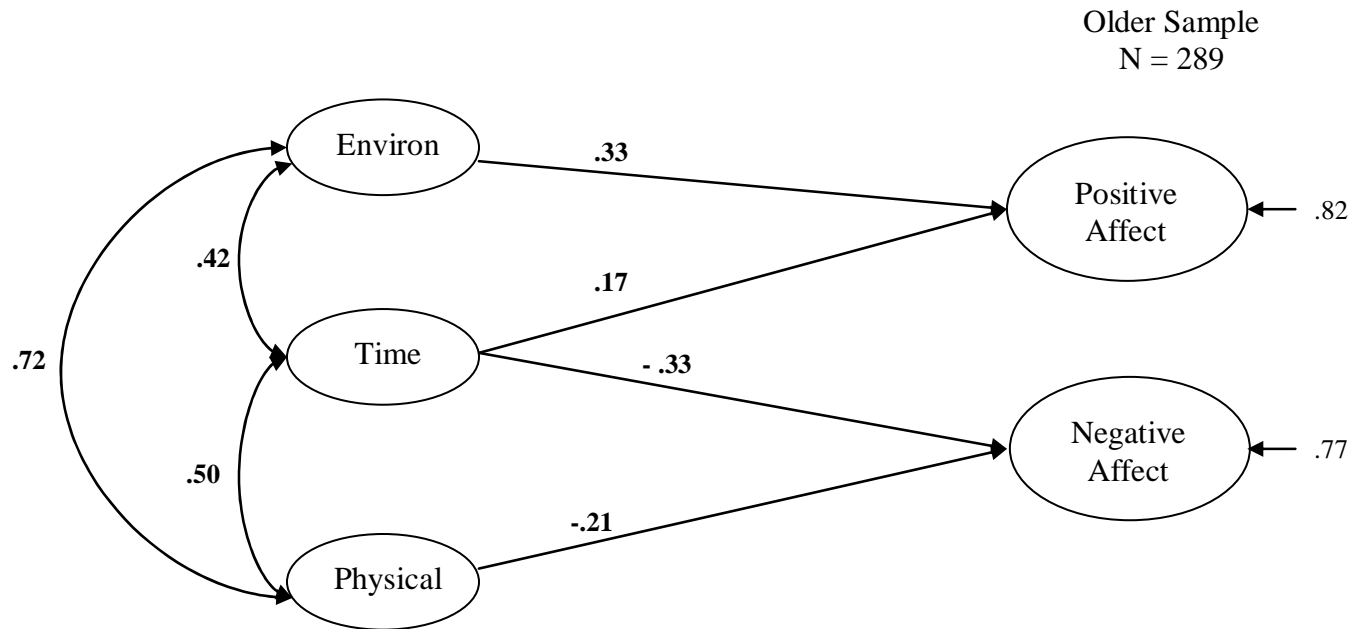 Older Sample
N = 289
Environ
.33
Positive
Affect
.82
.42
.17
Time
.72
- .33
Negative
Affect
.77
.50
-.21
Physical